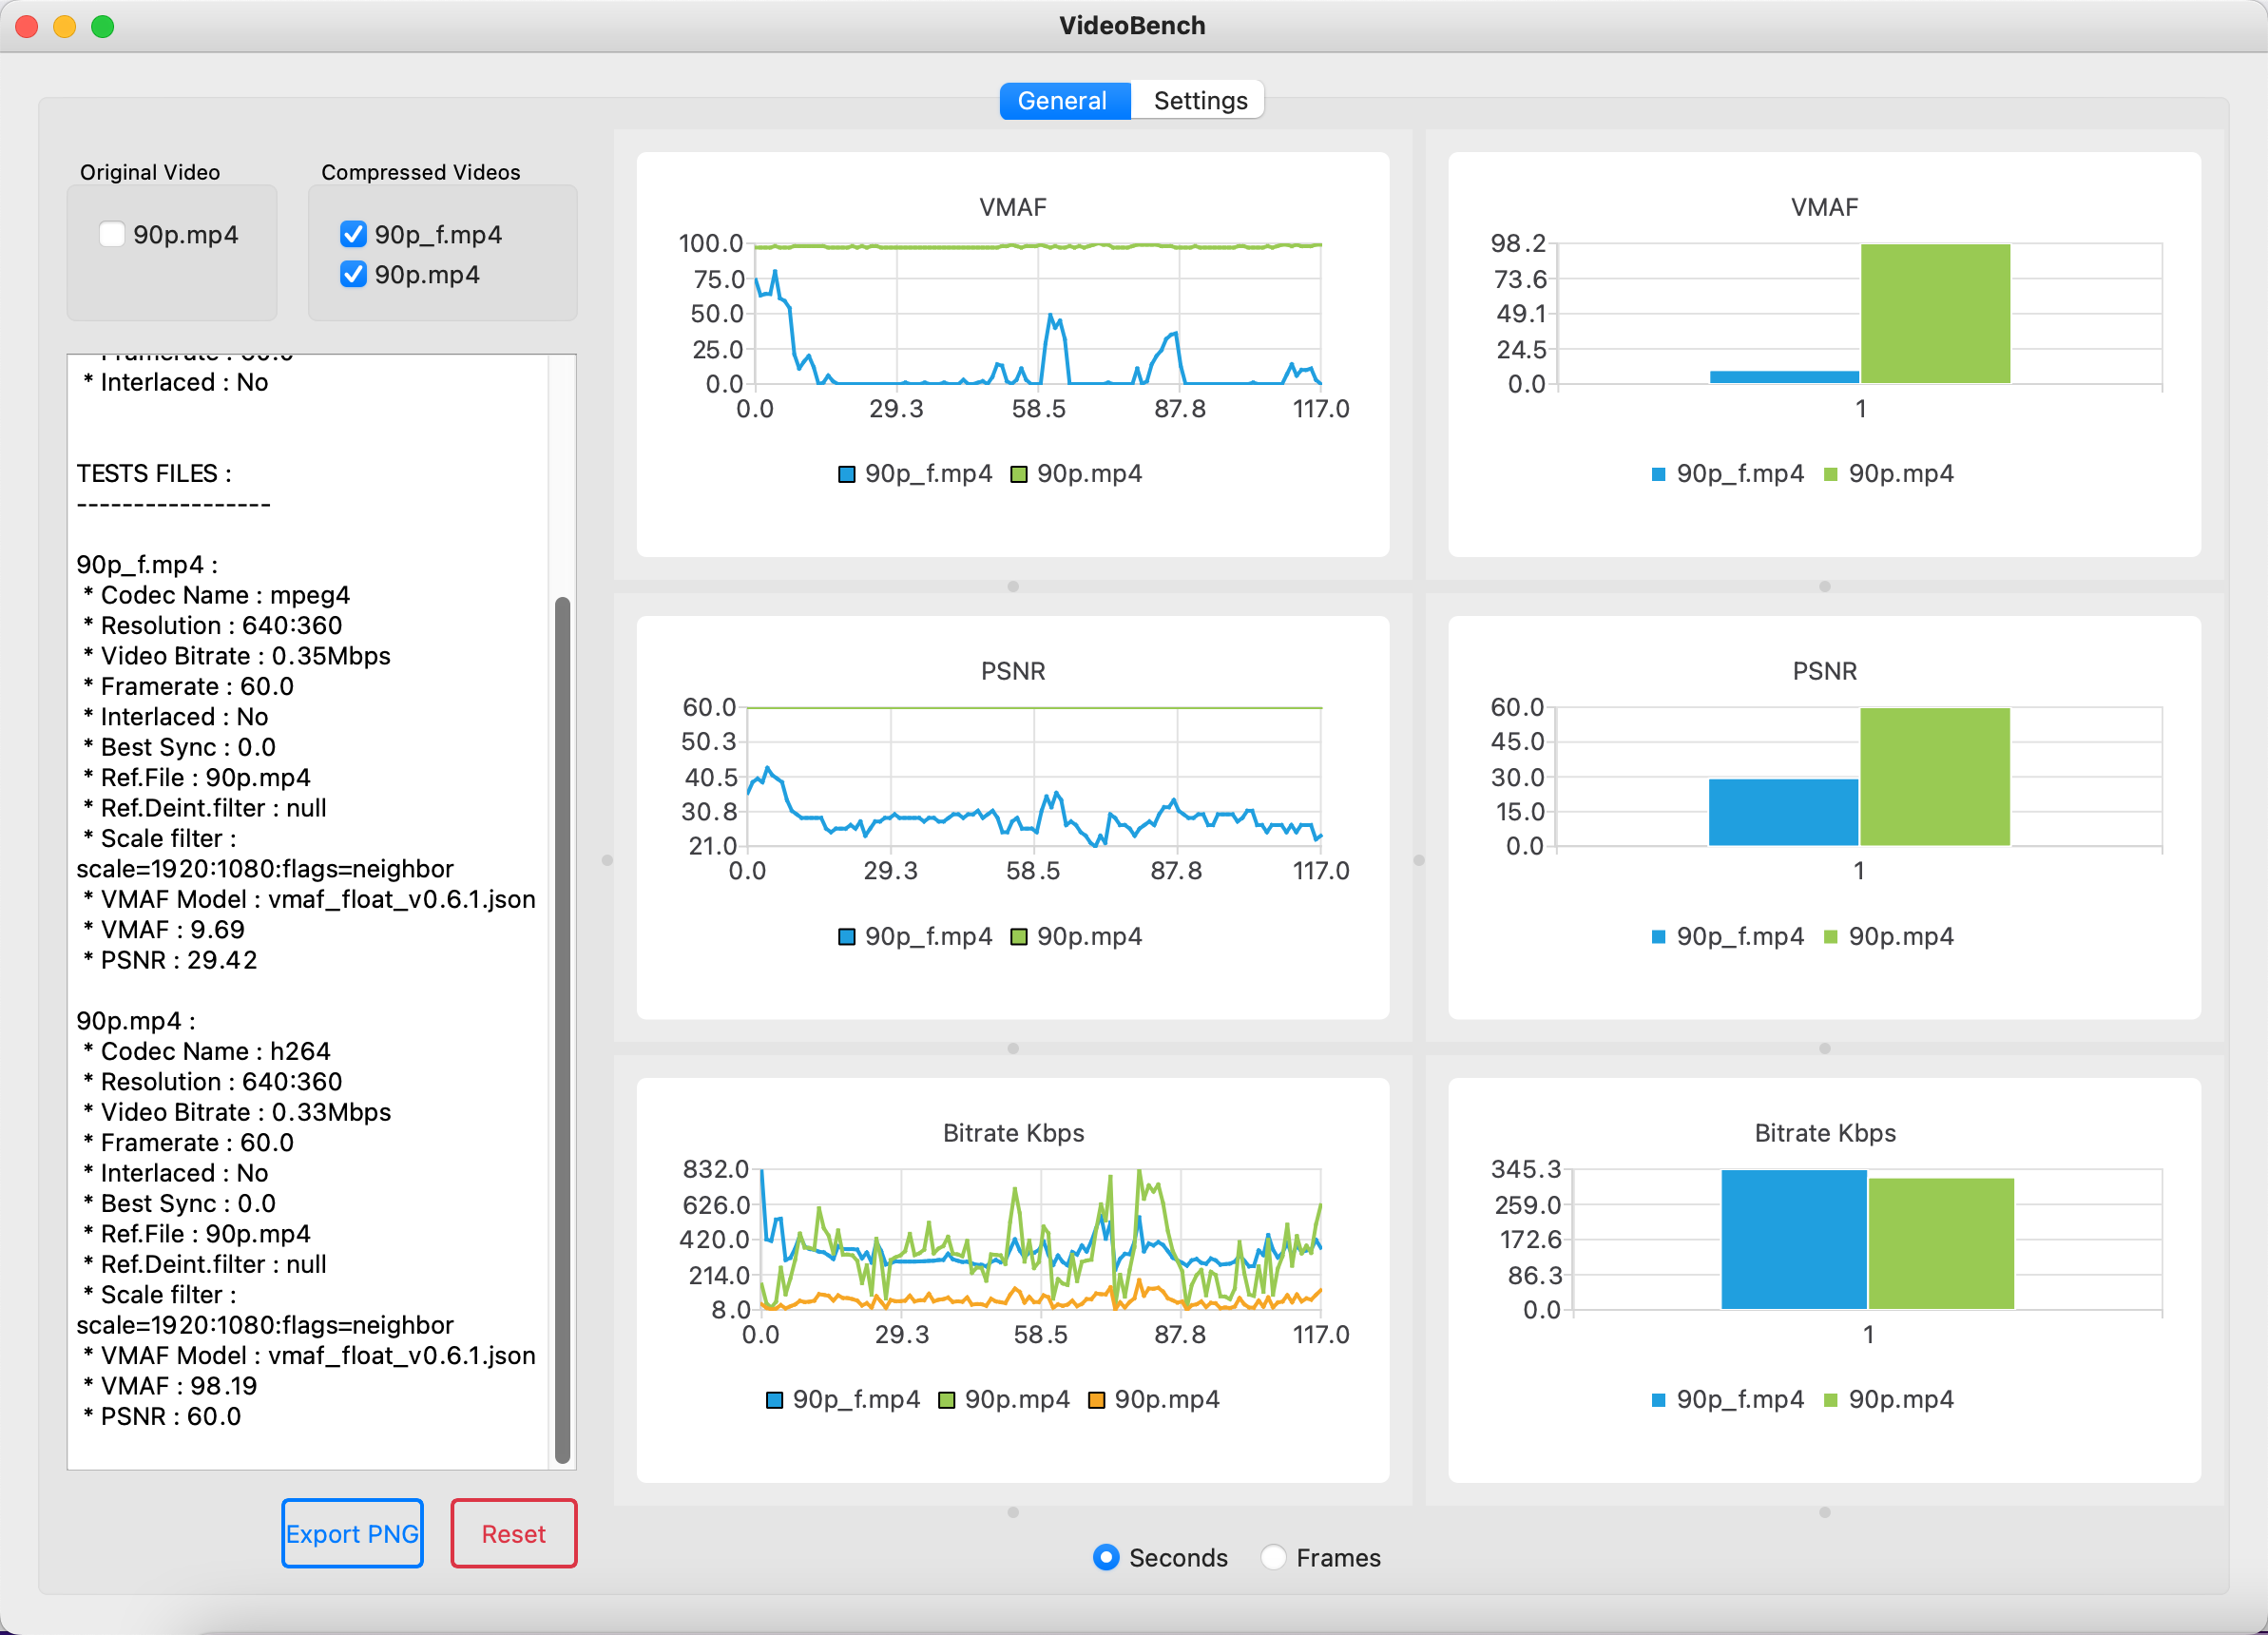 VideoBench
General
Settings
Original Video
90p.mp4
Compressed Videos
90p_f.mp4
90p.mp4
* Framerate : 60.0
* Interlaced : No
TESTS FILES :
-----------------
90p_f.mp4 :
* Codec Name : mpeg4
* Resolution : 640:360
* Video Bitrate : 0.35Mbps
* Framerate : 60.0
* Interlaced : No
* Best Sync : 0.0
* Ref.File : 90p.mp4
* Ref.Deint.filter : null
* Scale filter :
scale=1920:1080:flags=neighbor
* VMAF Model : vmaf_float_v0.6.1.json
* VMAF : 9.69
* PSNR : 29.42
90p.mp4 :
* Codec Name : h264
* Resolution : 640:360
* Video Bitrate : 0.33Mbps
* Framerate : 60.0
* Interlaced : No
* Best Sync : 0.0
* Ref.File : 90p.mp4
* Ref.Deint.filter : null
* Scale filter :
scale=1920:1080:flags=neighbor
* VMAF Model : vmaf_float_v0.6.1.json
* VMAF : 98.19
* PSNR : 60.0
Export PNG
Reset
VMAF
100.0
75.0
50.0
25.0
0.0
0.0 29.3 58.5 87.8 117.0
90p_f.mp4 90p.mp4
VMAF
98.2
73.6
49.1
24.5
0.0
1
90p_f.mp4 90p.mp4
PSNR
60.0
50.3
40.5
30.8
21.0
0.0 29.3 58.5 87.8 117.0
90p_f.mp4 90p.mp4
PSNR
60.0
45.0
30.0
15.0
0.0
1
90p_f.mp4 90p.mp4
Bitrate Kbps
832.0
626.0
420.0
214.0
8.0
0.0 29.3 58.5 87.8 117.0
90p_f.mp4 90p.mp4 90p.mp4
Bitrate Kbps
345.3
259.0
172.6
86.3
0.0
1
90p_f.mp4 90p.mp4
Seconds
Frames